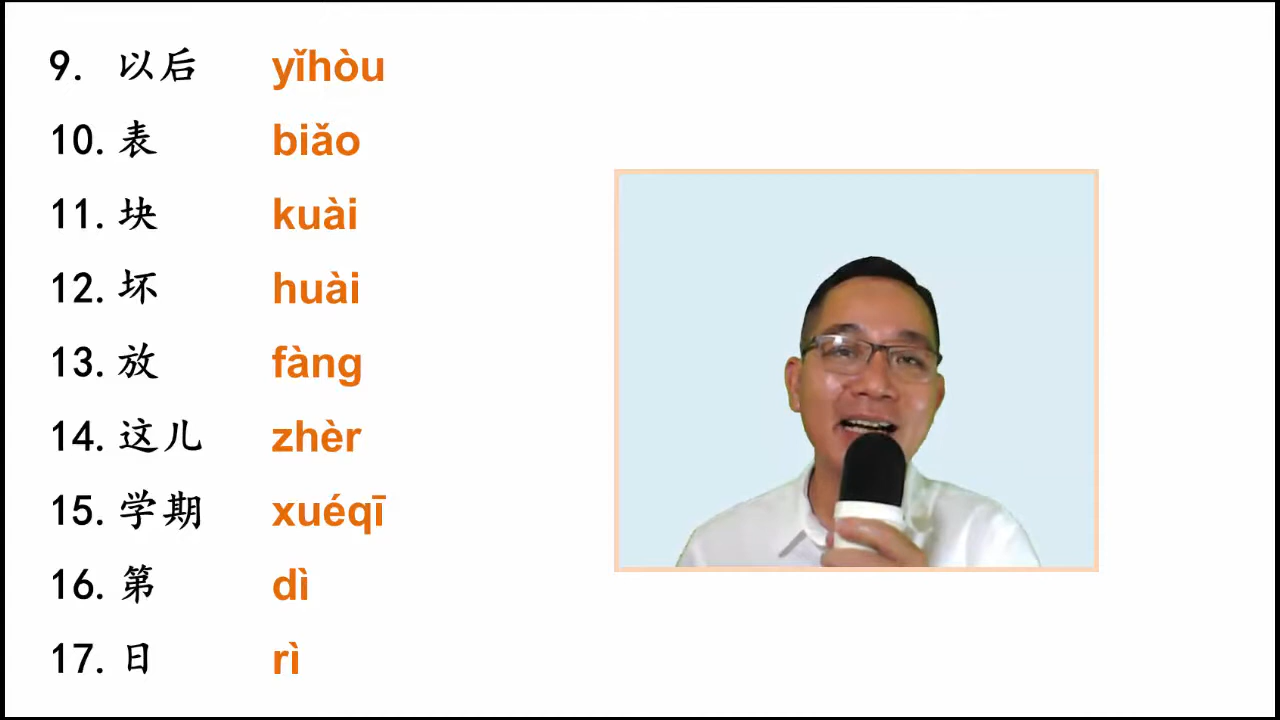 9. 以后 yǐhòu
10. 表 biǎo
11. 块 kuài
12. 坏 huài
13. 放 fàng
14. 这儿 zhèr
15. 学期 xuéqī
16. 第 dì
17. 日 rì